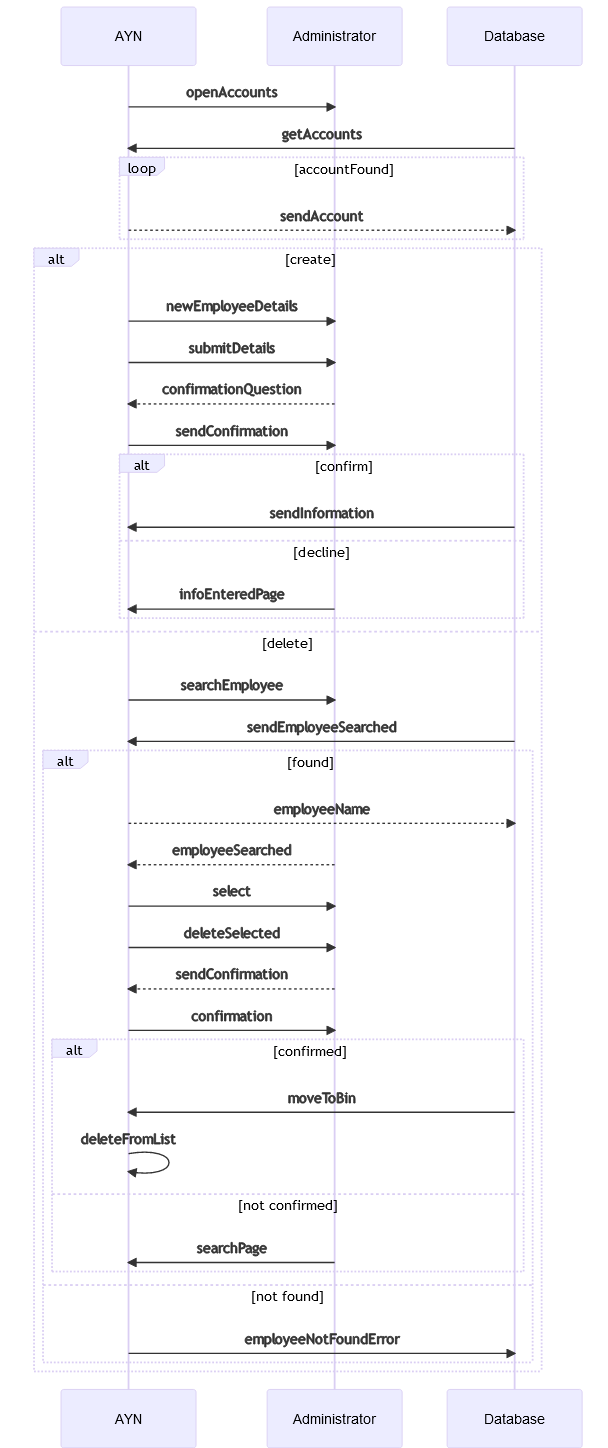 AYN Administrator Database
openAccounts
getAccounts
loop [accountFound]
sendAccount
alt [create]
newEmployeeDetails
submitDetails
confirmationQuestion
sendConfirmation
alt [confirm]
sendInformation
[decline]
infoEnteredPage
[delete]
searchEmployee
sendEmployeeSearched
alt [found]
employeeName
employeeSearched
select
deleteSelected
sendConfirmation
confirmation
alt [confirmed]
moveToBin
deleteFromList
[not confirmed]
searchPage
[not found]
employeeNotFoundError
AYN Administrator Database